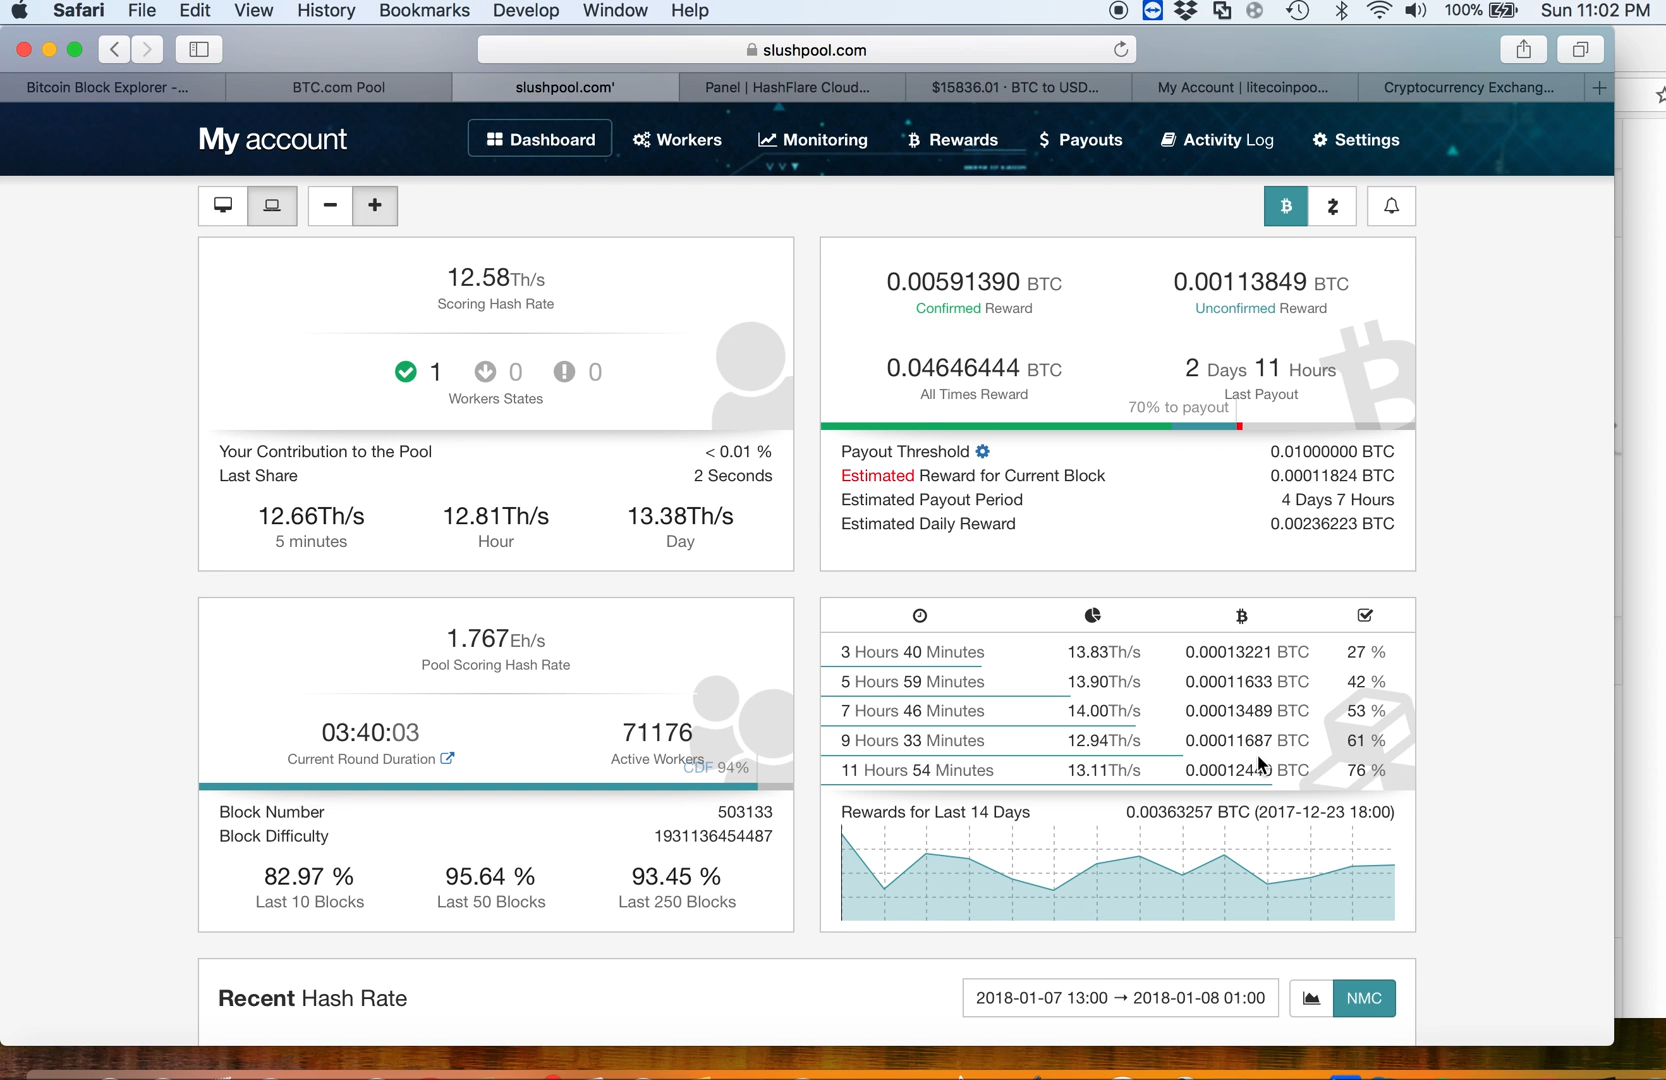 Safari File Edit View History Bookmarks Develop Window Help 100% Sun 11:02 PM
slushpool.com
Bitcoin Block Explorer -... BTC.com Pool slushpool.com' Panel | HashFlare Cloud... $15836.01 · BTC to USD... My Account | litecoinpoo... Cryptocurrency Exchang... +
My account Dashboard Workers Monitoring Rewards $ Payouts Activity Log Settings
12.58Th/s
Scoring Hash Rate
1 0 0
Workers States
Your Contribution to the Pool < 0.01 %
Last Share 2 Seconds
12.66Th/s 12.81Th/s 13.38Th/s
5 minutes Hour Day
0.00591390 BTC 0.00113849 BTC
Confirmed Reward Unconfirmed Reward
0.04646444 BTC 2 Days 11 Hours
All Times Reward Last Payout
70% to payout
Payout Threshold 0.01000000 BTC
Estimated Reward for Current Block 0.00011824 BTC
Estimated Payout Period 4 Days 7 Hours
Estimated Daily Reward 0.00236223 BTC
1.767Eh/s
Pool Scoring Hash Rate
03:40:03 71176
Current Round Duration Active Workers
CDF 94%
Block Number 503133
Block Difficulty 1931136454487
82.97 % 95.64 % 93.45 %
Last 10 Blocks Last 50 Blocks Last 250 Blocks
3 Hours 40 Minutes 13.83Th/s 0.00013221 BTC 27 %
5 Hours 59 Minutes 13.90Th/s 0.00011633 BTC 42 %
7 Hours 46 Minutes 14.00Th/s 0.00013489 BTC 53 %
9 Hours 33 Minutes 12.94Th/s 0.00011687 BTC 61 %
11 Hours 54 Minutes 13.11Th/s BTC 76 %
Rewards for Last 14 Days 0.00363257 BTC (2017-12-23 18:00)
Recent Hash Rate 2018-01-07 13:00 → 2018-01-08 01:00 NMC